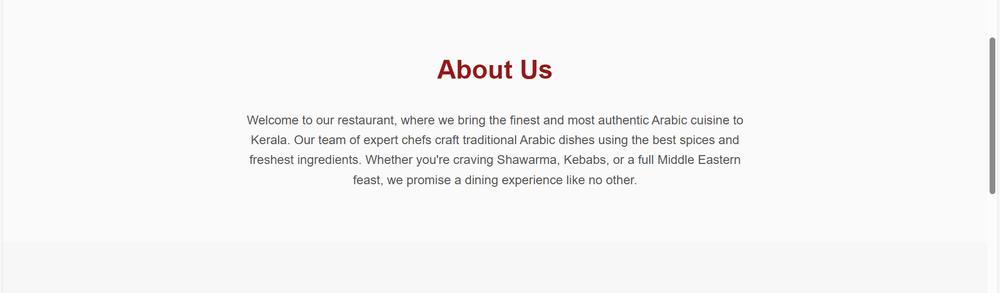 About Us
Welcome to our restaurant, where we bring the finest and most authentic Arabic cuisine to
Kerala. Our team of expert chefs craft traditional Arabic dishes using the best spices and
freshest ingredients. Whether you're craving Shawarma, Kebabs, or a full Middle Eastern
feast, we promise a dining experience like no other.